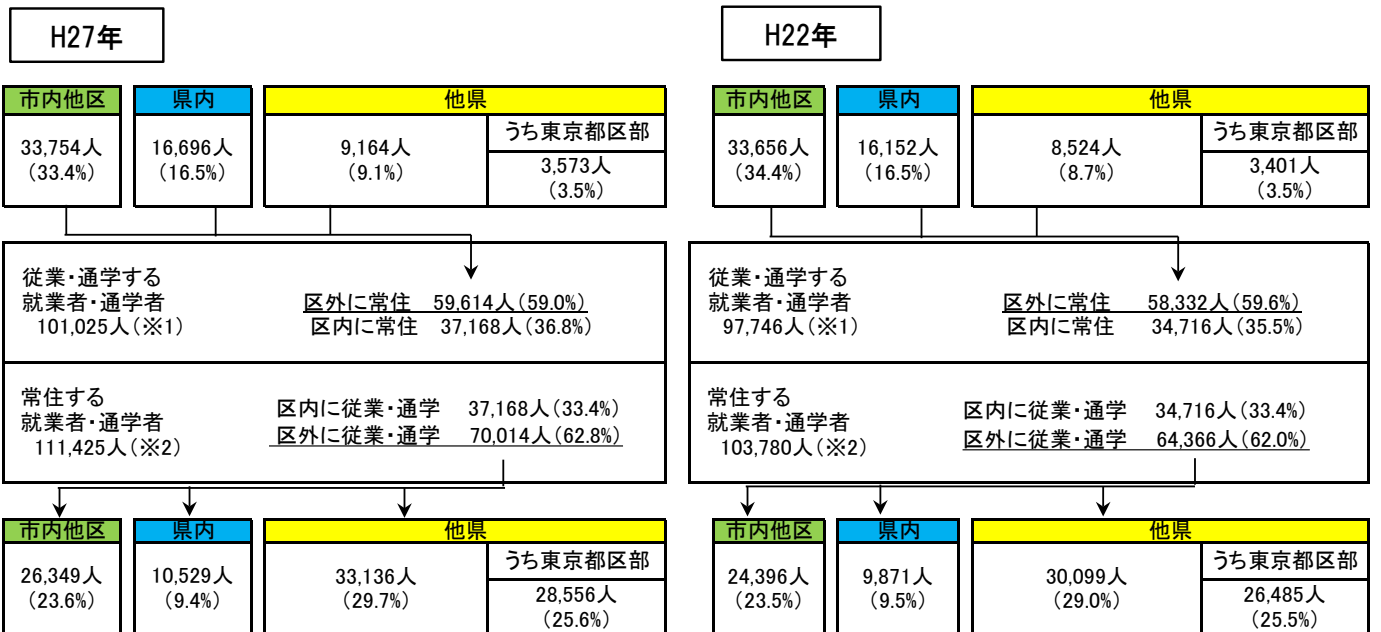 H27年
市内他区
県内
他県
33,754人
(33.4%)
16,696人
(16.5%)
9,164人
(9.1%)
うち東京都区部
3,573人
(3.5%)
従業・通学する
就業者・通学者
101,025人(※1)
区外に常住 59,614人(59.0%)
区内に常住 37,168人(36.8%)
常住する
就業者・通学者
111,425人(※2)
区内に従業・通学 37,168人(33.4%)
区外に従業・通学 70,014人(62.8%)
市内他区
県内
他県
26,349人
(23.6%)
10,529人
(9.4%)
33,136人
(29.7%)
うち東京都区部
28,556人
(25.6%)
H22年
市内他区
県内
他県
33,656人
(34.4%)
16,152人
(16.5%)
8,524人
(8.7%)
うち東京都区部
3,401人
(3.5%)
従業・通学する
就業者・通学者
97,746人(※1)
区外に常住 58,332人(59.6%)
区内に常住 34,716人(35.5%)
常住する
就業者・通学者
103,780人(※2)
区内に従業・通学 34,716人(33.4%)
区外に従業・通学 64,366人(62.0%)
市内他区
県内
他県
24,396人
(23.5%)
9,871人
(9.5%)
30,099人
(29.0%)
うち東京都区部
26,485人
(25.5%)